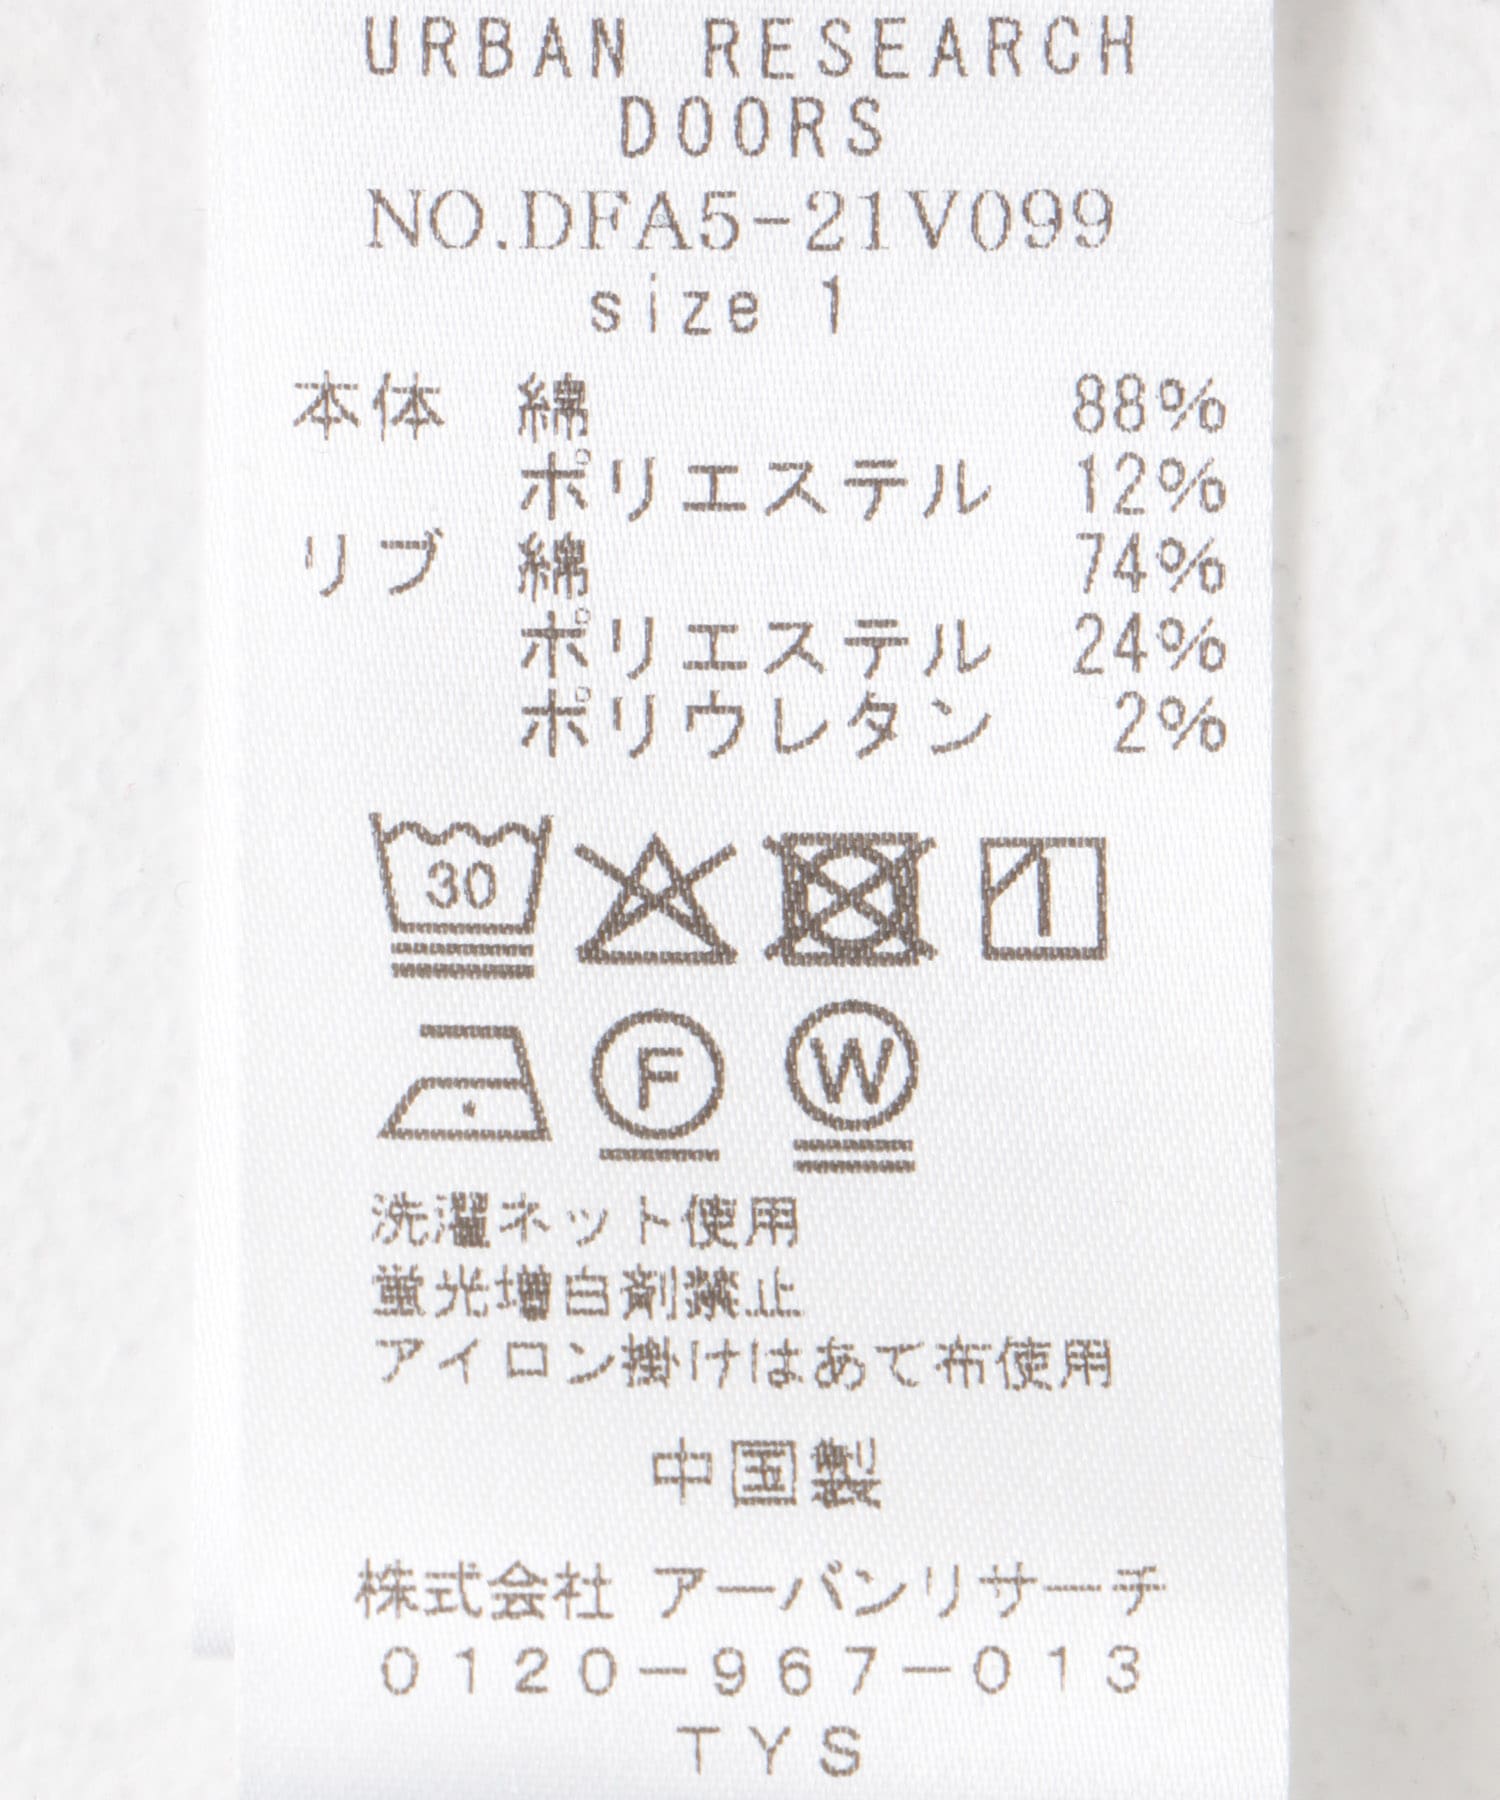 URBAN RESEARCH
DOORS
NO.DFA5-21V099
size 1
本体 綿 88%
ポリエステル 12%
リブ 綿 74%
ポリエステル 24%
ポリウレタン 2%
30
F W
洗濯ネット使用
蛍光増白剤禁止
アイロン掛けはあて布使用
中国製
株式会社 アーバンリサーチ
0120-967-013
TYS